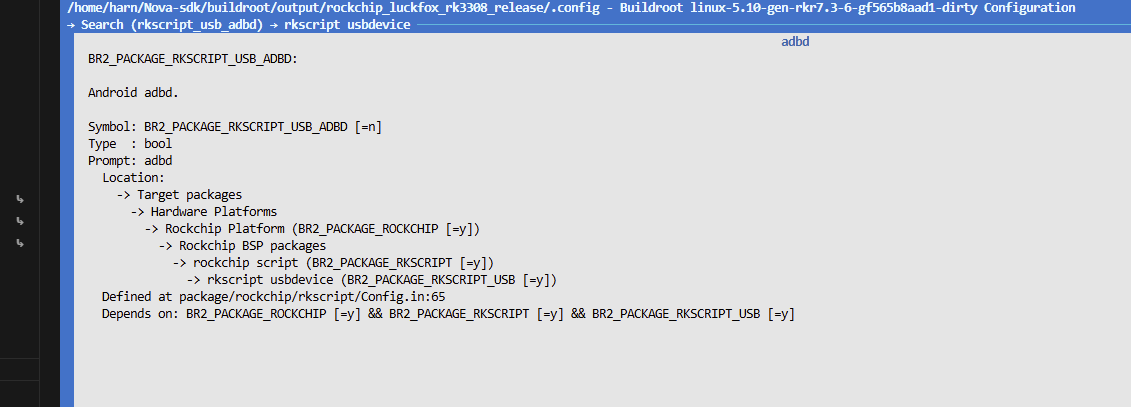 /home/harn/Nova-sdk/buildroot/output/rockchip_luckfox_rk3308_release/.config - Buildroot linux-5.10-gen-rkr7.3-6-gf565b8aad1-dirty Configuration
→ Search (rkscript_usb_adbd) → rkscript usbdevice
adbd
BR2_PACKAGE_RKSCRIPT_USB_ADBD:
Android adbd.
Symbol: BR2_PACKAGE_RKSCRIPT_USB_ADBD [=n]
Type  : bool
Prompt: adbd
  Location:
    -> Target packages
      -> Hardware Platforms
        -> Rockchip Platform (BR2_PACKAGE_ROCKCHIP [=y])
          -> Rockchip BSP packages
            -> rockchip script (BR2_PACKAGE_RKSCRIPT [=y])
              -> rkscript usbdevice (BR2_PACKAGE_RKSCRIPT_USB [=y])
  Defined at package/rockchip/rkscript/Config.in:65
  Depends on: BR2_PACKAGE_ROCKCHIP [=y] && BR2_PACKAGE_RKSCRIPT [=y] && BR2_PACKAGE_RKSCRIPT_USB [=y]